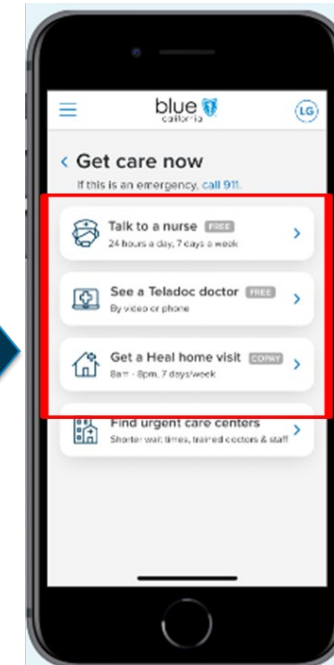 blue
california
LG
< Get care now
If this is an emergency, call 911.
Talk to a nurse FREE
24 hours a day, 7 days a week
See a Teladoc doctor FREE
By video or phone
Get a Heal home visit COPAY
8am - 8pm, 7 days/week
Find urgent care centers
Shorter wait times, trained doctors & staff